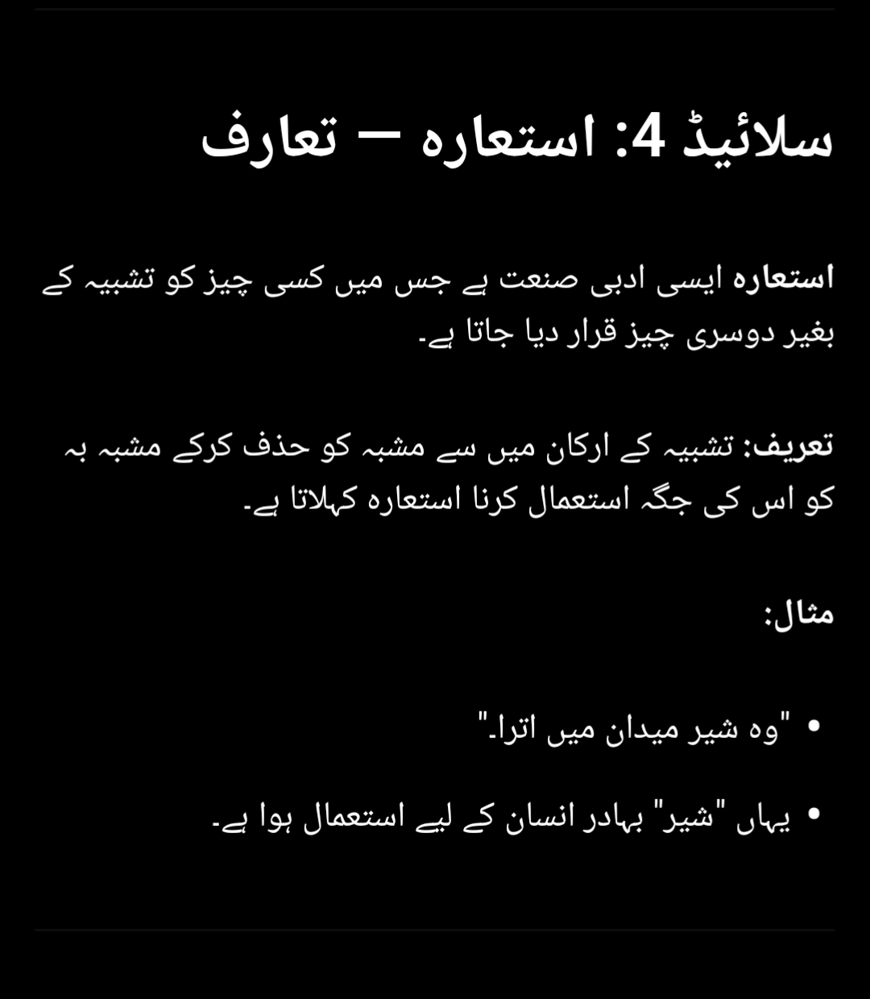 سلائیڈ 4: استعارہ — تعارف
استعارہ ایسی ادبی صنعت ہے جس میں کسی چیز کو تشبیہ کے
بغیر دوسری چیز قرار دیا جاتا ہے۔
تعریف: تشبیہ کے ارکان میں سے مشبہ کو حذف کرکے مشبہ بہ
کو اس کی جگہ استعمال کرنا استعارہ کہلاتا ہے۔
مثال:
• "وہ شیر میدان میں اترا۔"
• یہاں "شیر" بہادر انسان کے لیے استعمال ہوا ہے۔